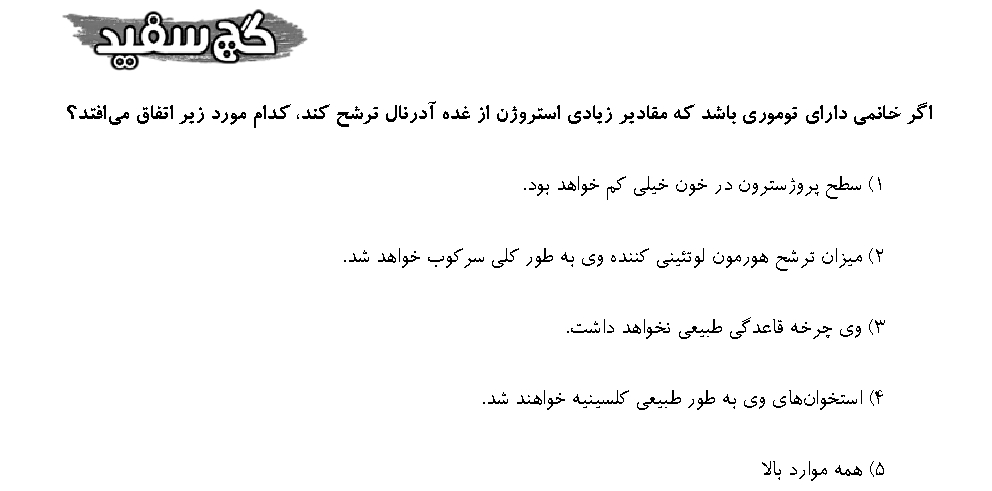 گچ سفید
اگر خانمی دارای توموری باشد که مقادیر زیادی استروژن از غده آدرنال ترشح کند، کدام مورد زیر اتفاق می‌افتد؟
۱) سطح پروژسترون در خون خیلی کم خواهد بود.
۲) میزان ترشح هورمون لوتئینی کننده وی به طور کلی سرکوب خواهد شد.
۳) وی چرخه قاعدگی طبیعی نخواهد داشت.
۴) استخوان‌های وی به طور طبیعی کلسینیه خواهند شد.
۵) همه موارد بالا